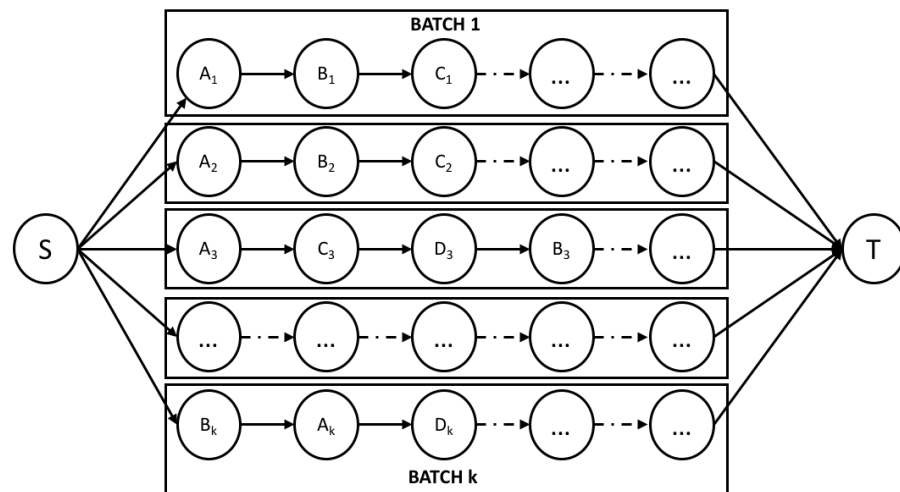 BATCH 1
A₁ B₁ C₁ ... ...
A₂ B₂ C₂ ... ...
S A₃ C₃ D₃ B₃ ... T
... ... ... ... ...
Bₖ Aₖ Dₖ ... ...
BATCH k